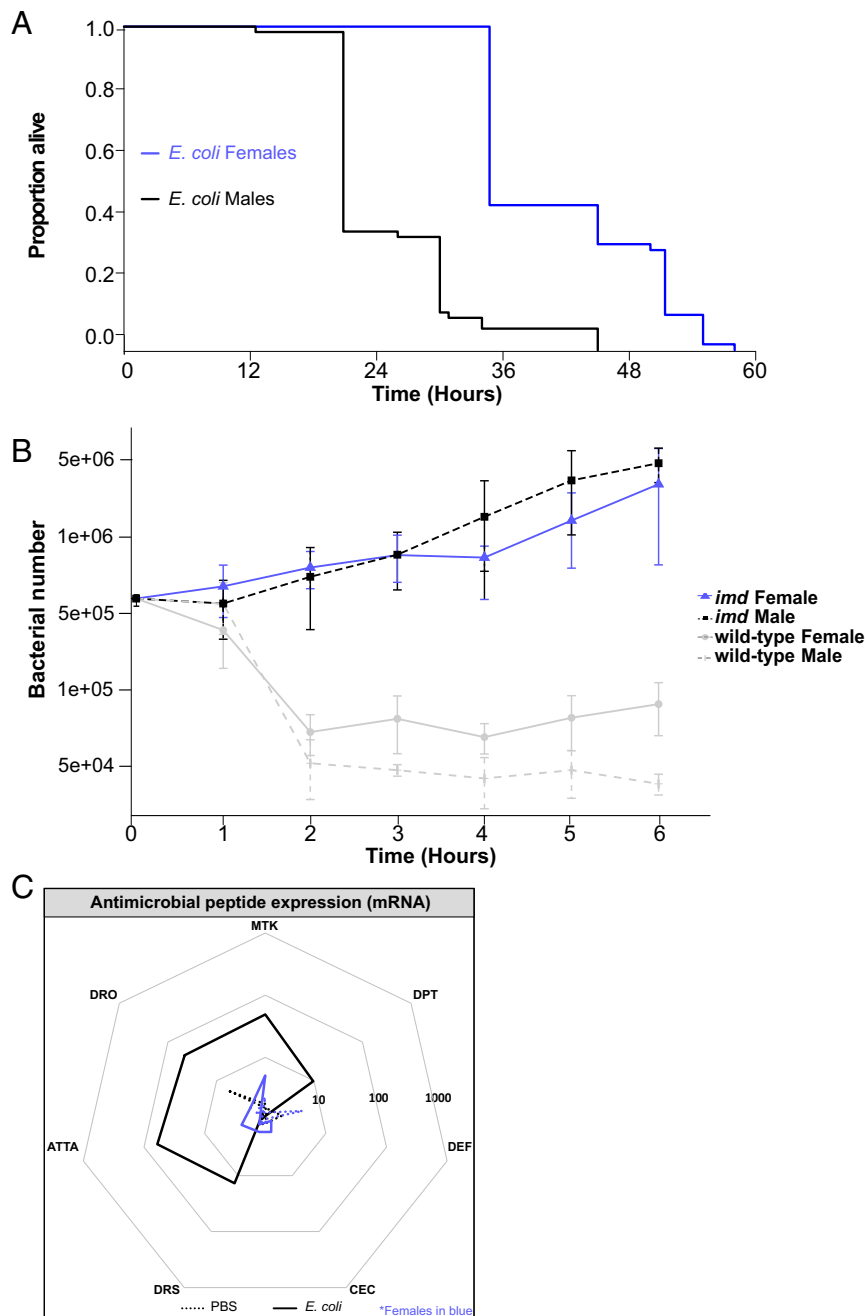 A
1.0
0.8
0.6
0.4
0.2
0.0
Proportion alive
E. coli Females
E. coli Males
0 12 24 36 48 60
Time (Hours)
B
5e+06
1e+06
5e+05
1e+05
5e+04
Bacterial number
imd Female
imd Male
wild-type Female
wild-type Male
0 1 2 3 4 5 6
Time (Hours)
C
Antimicrobial peptide expression (mRNA)
MTK
DRO DPT
10 100 1000
ATTA DEF
DRS CEC
PBS E. coli *Females in blue